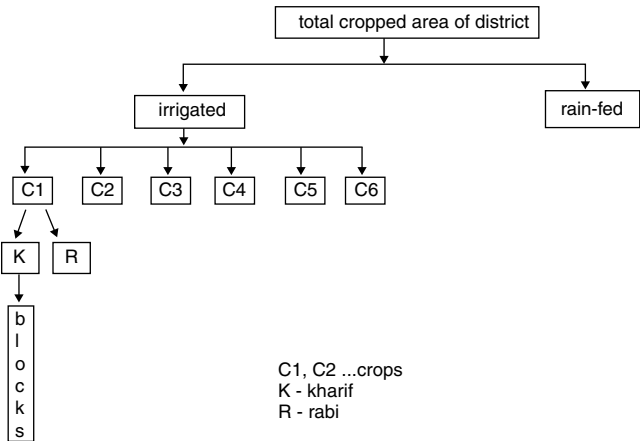 total cropped area of district
irrigated
rain-fed
C1
C2
C3
C4
C5
C6
K
R
b
l
o
c
k
s
C1, C2 ...crops
K - kharif
R - rabi